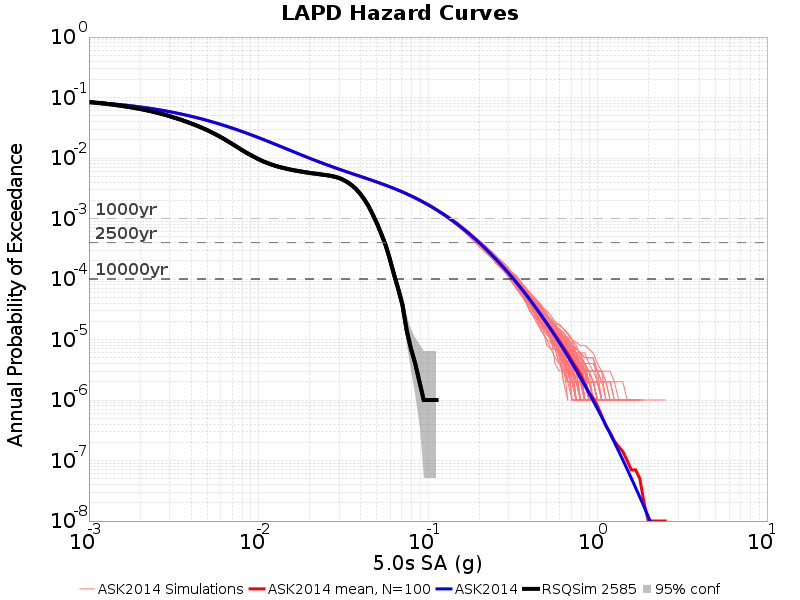 LAPD Hazard Curves
Annual Probability of Exceedance
10^0
10^-1
10^-2
10^-3
10^-4
10^-5
10^-6
10^-7
10^-8
1000yr
2500yr
10000yr
10^-3 10^-2 10^-1 10^0 10^1
5.0s SA (g)
ASK2014 Simulations ASK2014 mean, N=100 ASK2014 RSQSim 2585 95% conf